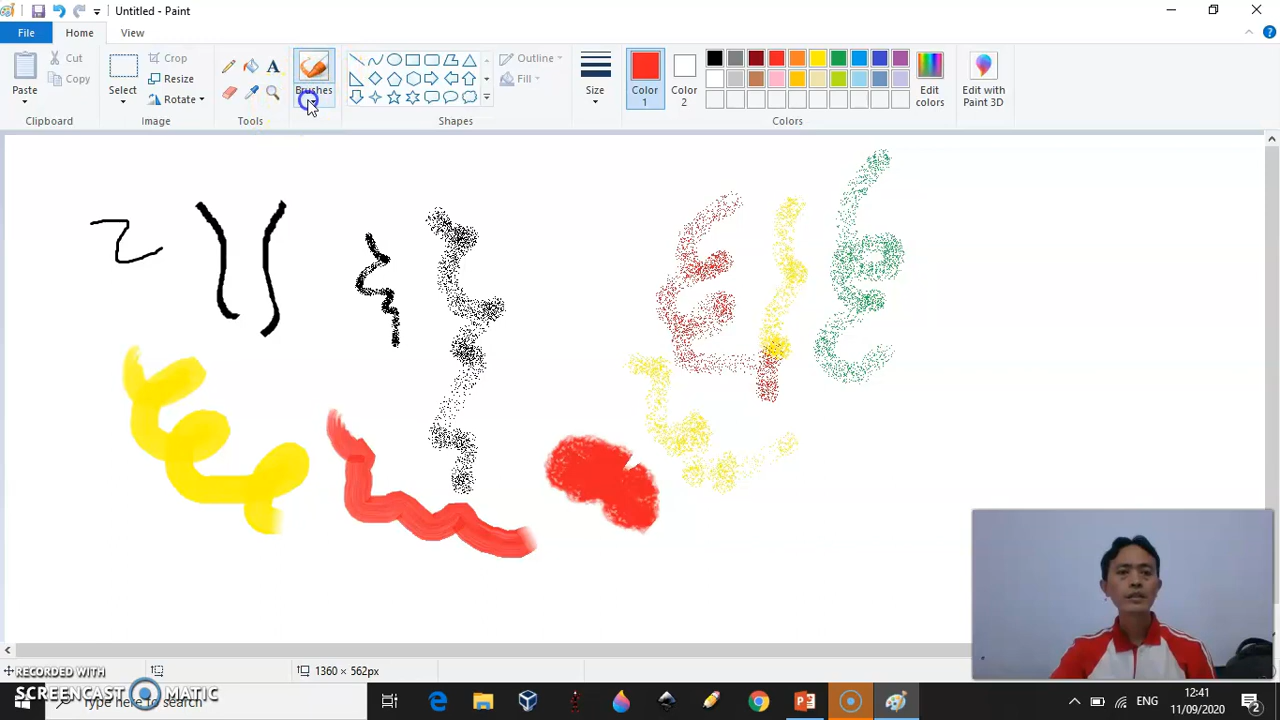 Untitled - Paint
File Home View
Paste
Cut
Copy
Clipboard
Select
Crop
Resize
Rotate
Image
A
Tools
Brushes
Outline
Fill
Shapes
Size
Color 1
Color 2
Edit colors
Colors
Edit with Paint 3D
1360 × 562px
RECORDED WITH
SCREENCAST MATIC
Type here to search
ENG
12:41
11/09/2020
2